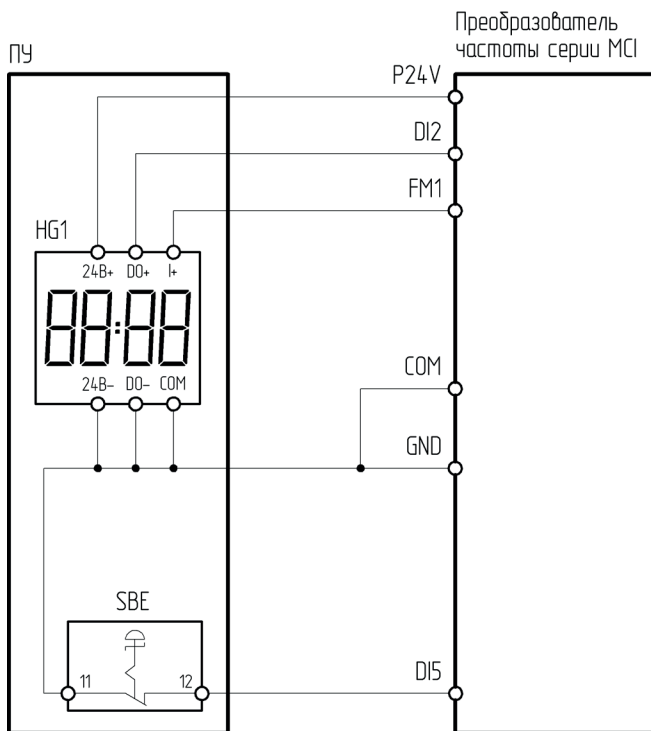 Преобразователь
частоты серии MCI
ПУ
P24V
DI2
FM1
HG1
24В+ DO+ I+
88:88
24В– DO– COM
COM
GND
SBE
11 12
DI5